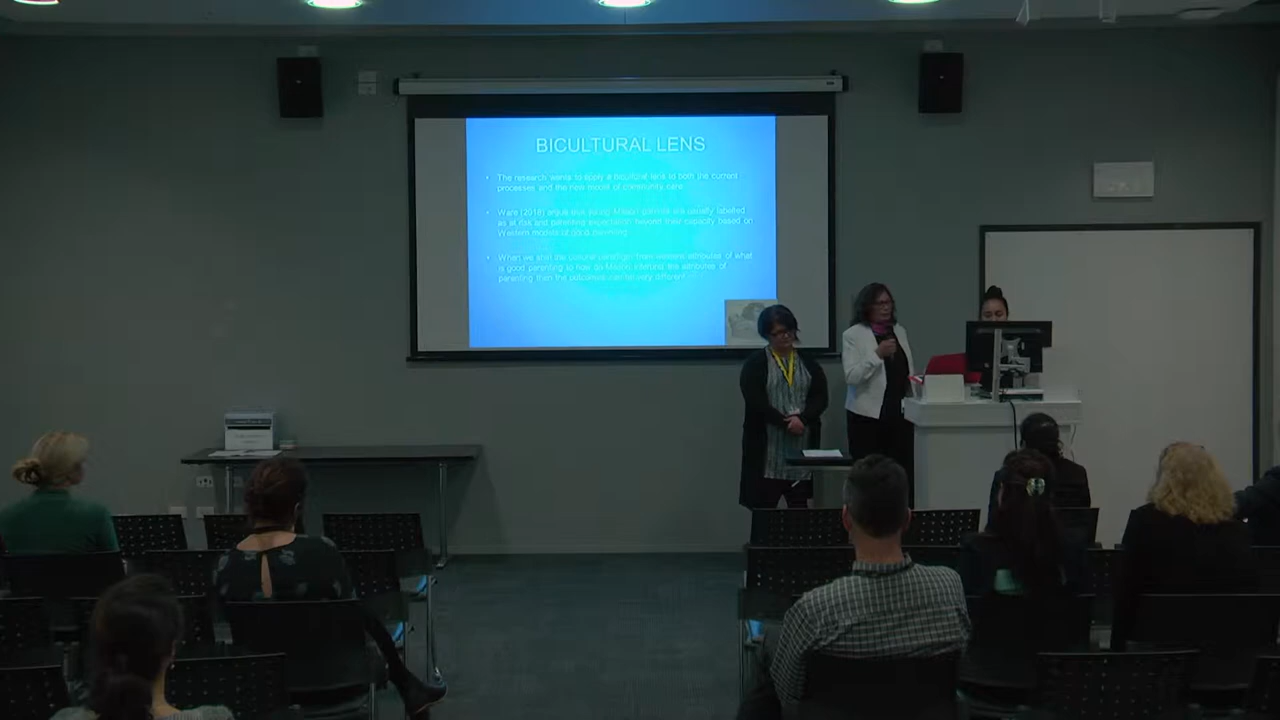 BICULTURAL LENS
• The research wants to apply a bicultural lens to both the current
processes and the new model of community care.
• Ware (2018) argue that young Māori parents are usually labelled
as at risk and parenting expectation beyond their capacity based on
Western models of good parenting
• When we shift the cultural paradigm from western attributes of what
is good parenting to how do Māori the attributes of
parenting then the outcomes can be very different